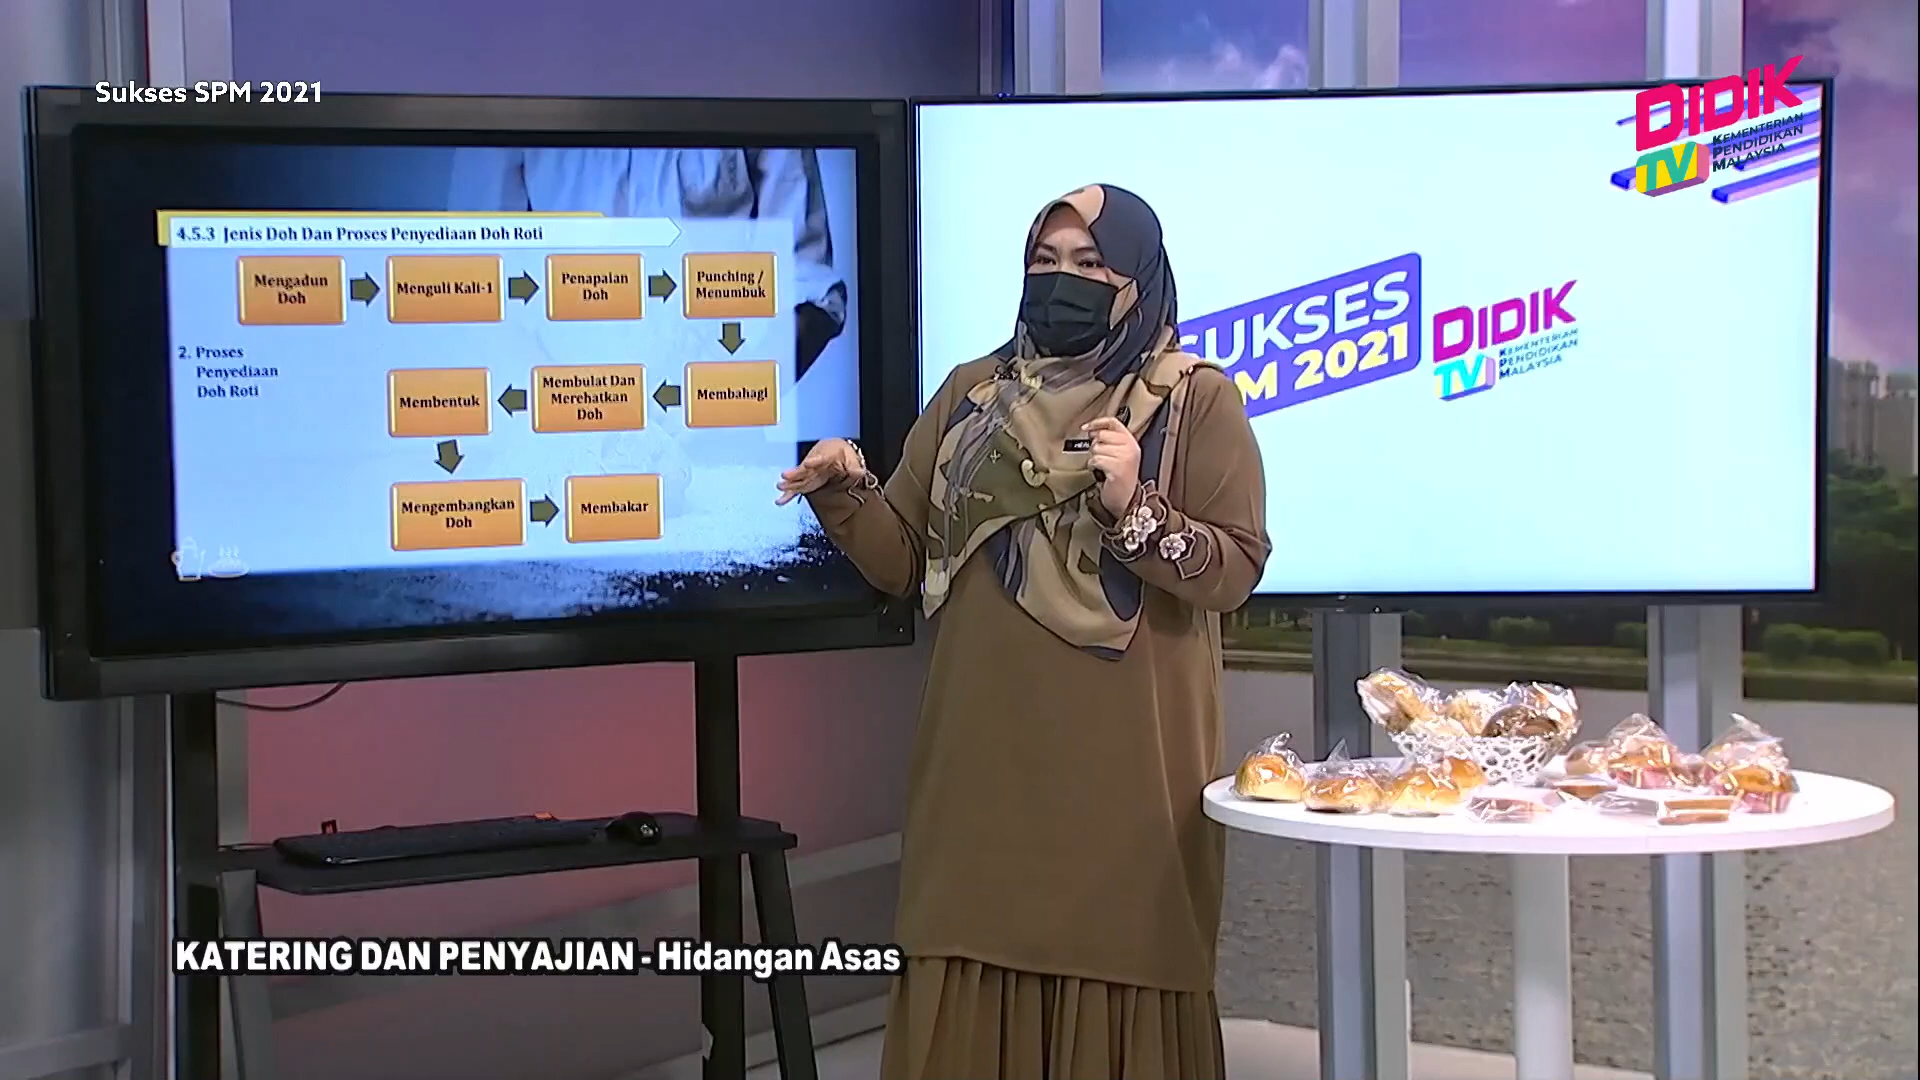 Sukses SPM 2021
DIDIK
TV
KEMENTERIAN
PENDIDIKAN
MALAYSIA
4.5.3 Jenis Doh Dan Proses Penyediaan Doh Roti
Mengadun
Doh
Menguli Kali-1
Penapaian
Doh
Punching /
Menumbuk
2. Proses
Penyediaan
Doh Roti
Membentuk
Membulat Dan
Merehatkan
Doh
Membahagi
Mengembangkan
Doh
Membakar
SUKSES
M 2021
DIDIK
TV
KEMENTERIAN
PENDIDIKAN
MALAYSIA
KATERING DAN PENYAJIAN - Hidangan Asas